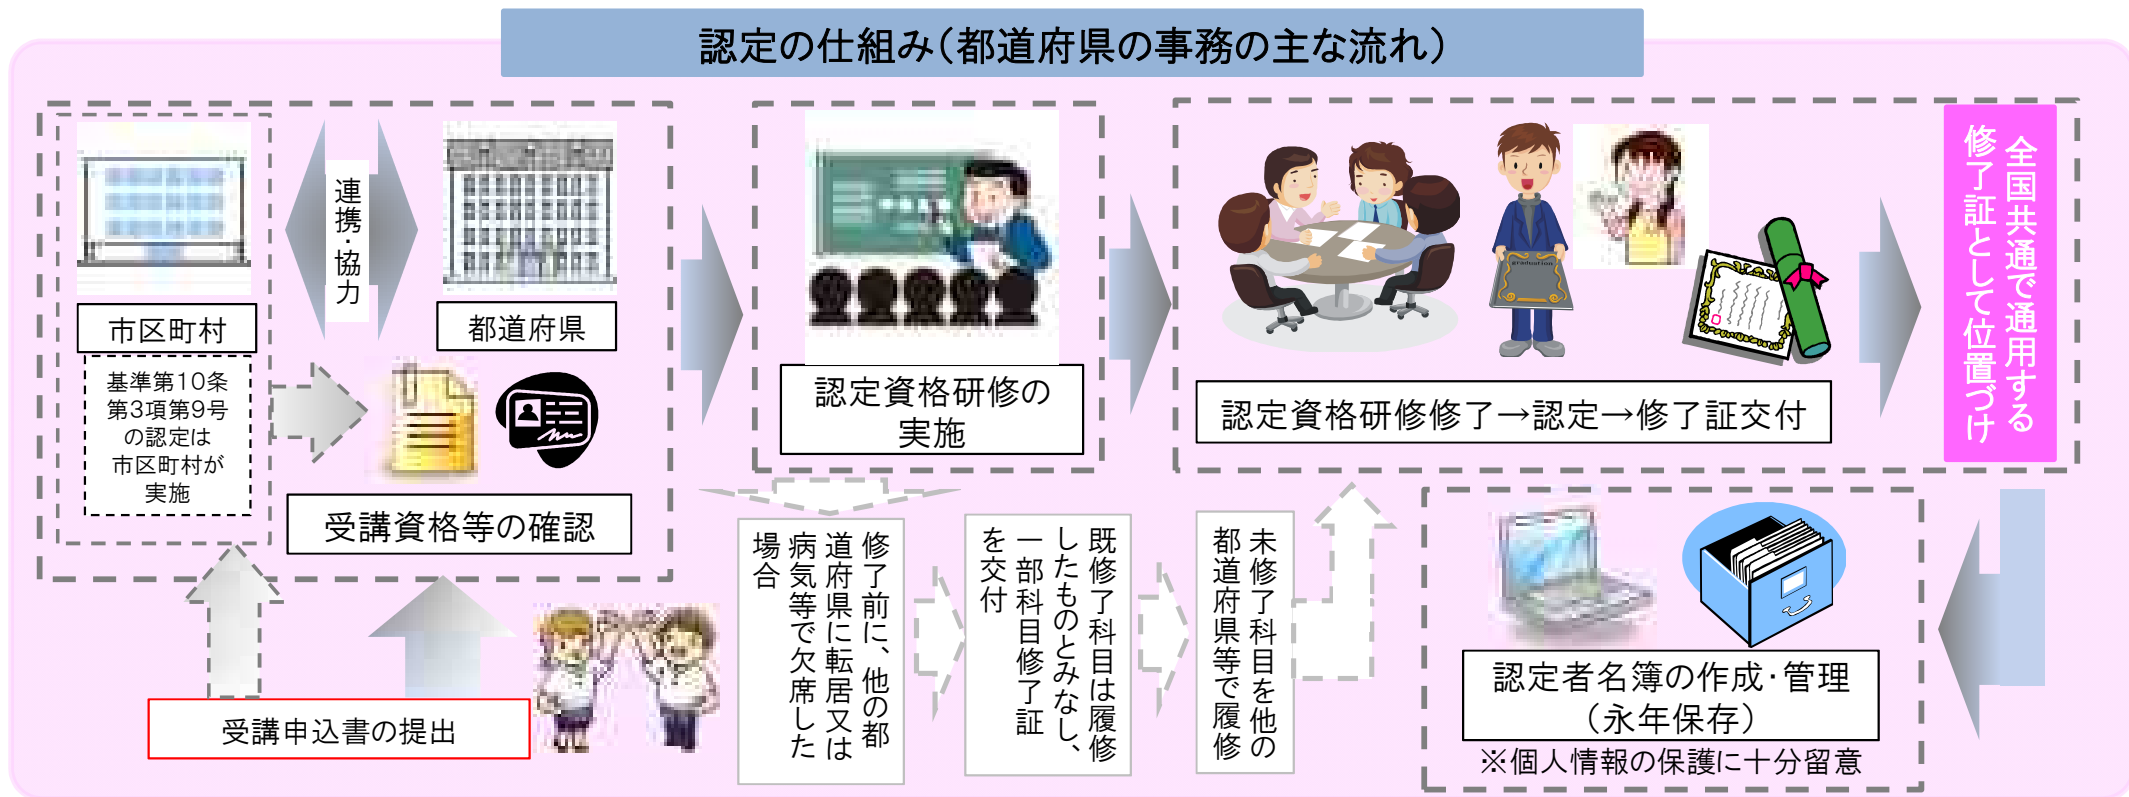 認定の仕組み（都道府県の事務の主な流れ）
市区町村
連携・協力
都道府県
基準第10条
第3項第9号
の認定は
市区町村が
実施
受講資格等の確認
受講申込書の提出
認定資格研修の
実施
認定資格研修修了→認定→修了証交付
全国共通で通用する
修了証として位置づけ
修了前に、他の都
道府県に転居又は
病気等で欠席した
場合
既修了科目は履修
したものとみなし、
一部科目修了証
を交付
未修了科目を他の
都道府県等で履修
認定者名簿の作成・管理
（永年保存）
※個人情報の保護に十分留意
graduation